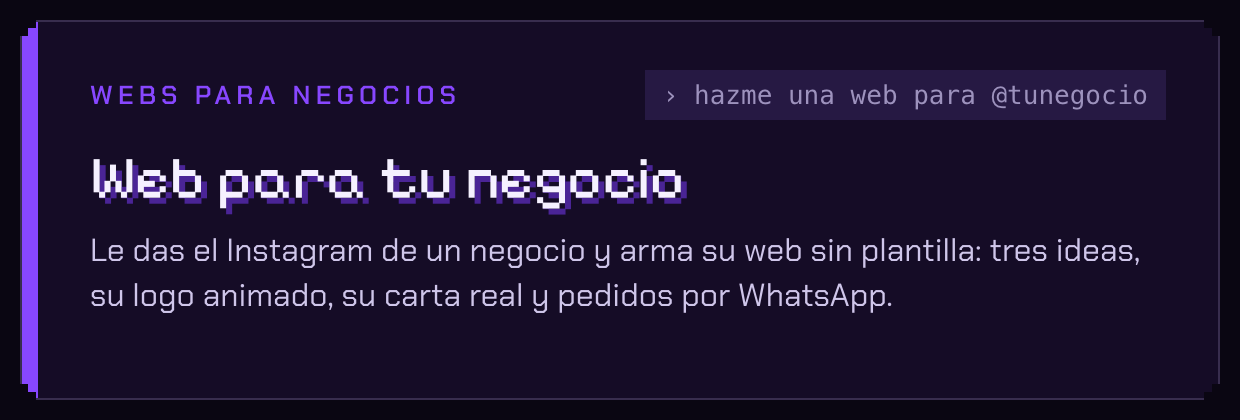 WEBS PARA NEGOCIOS
› hazme una web para @tunegocio
Web para tu negocio
Le das el Instagram de un negocio y arma su web sin plantilla: tres ideas,
su logo animado, su carta real y pedidos por WhatsApp.